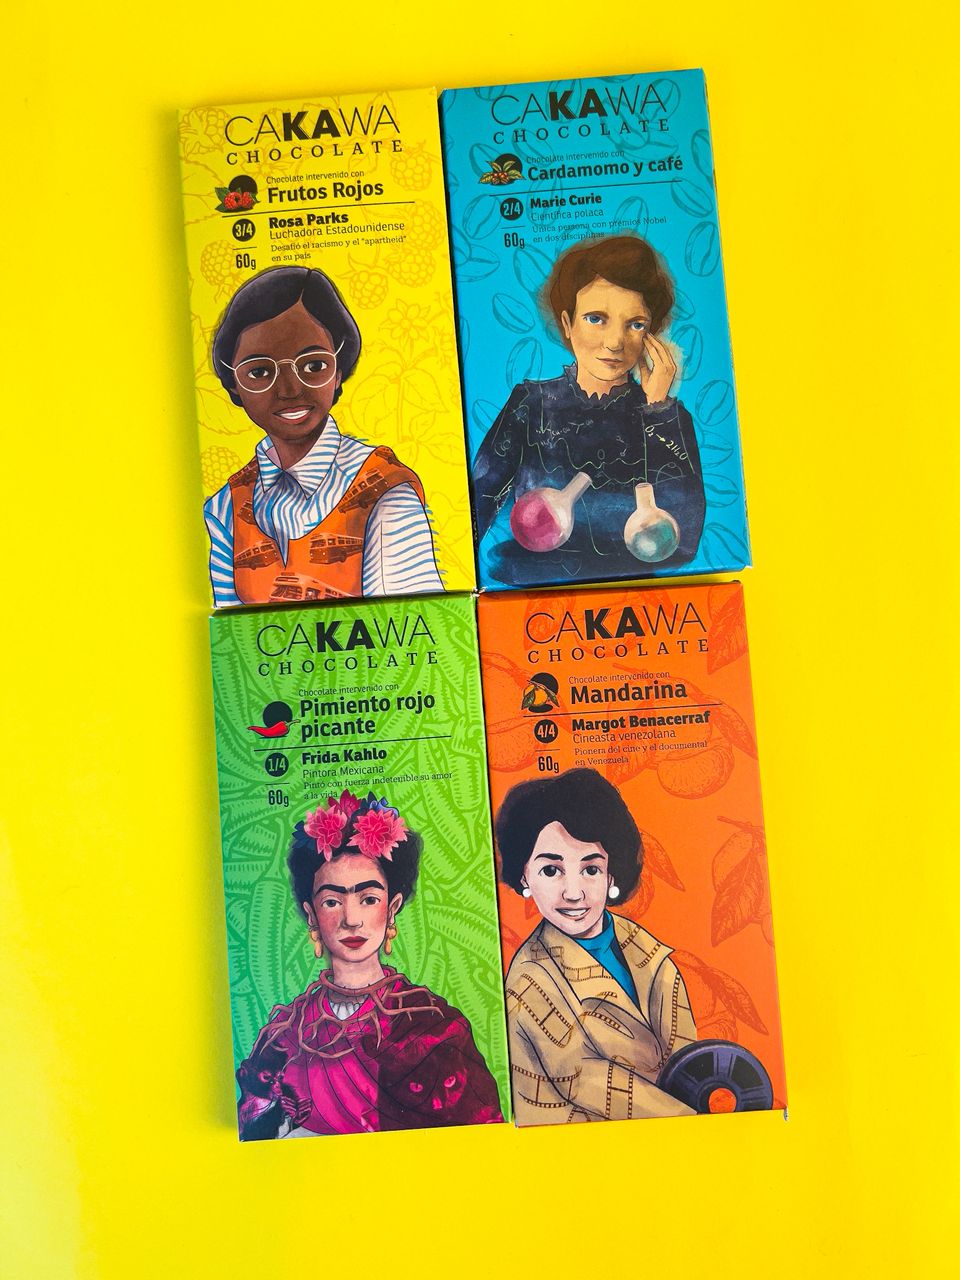 CAKAWA
CHOCOLATE
Chocolate intervenido con
Frutos Rojos
3/4
Rosa Parks
Luchadora Estadounidense
Desafió el racismo y el "apartheid"
en su país
60g
CAKAWA
CHOCOLATE
Chocolate intervenido con
Cardamomo y café
2/4
Marie Curie
Científica polaca
Única persona con premios Nobel
en dos disciplinas
60g
O₂ → 2H₂O
CAKAWA
CHOCOLATE
Chocolate intervenido con
Pimiento rojo
picante
1/4
Frida Kahlo
Pintora Mexicana
Pintó con fuerza indetenible su amor
a la vida
60g
CAKAWA
CHOCOLATE
Chocolate intervenido con
Mandarina
4/4
Margot Benacerraf
Cineasta venezolana
Pionera del cine y el documental
en Venezuela
60g